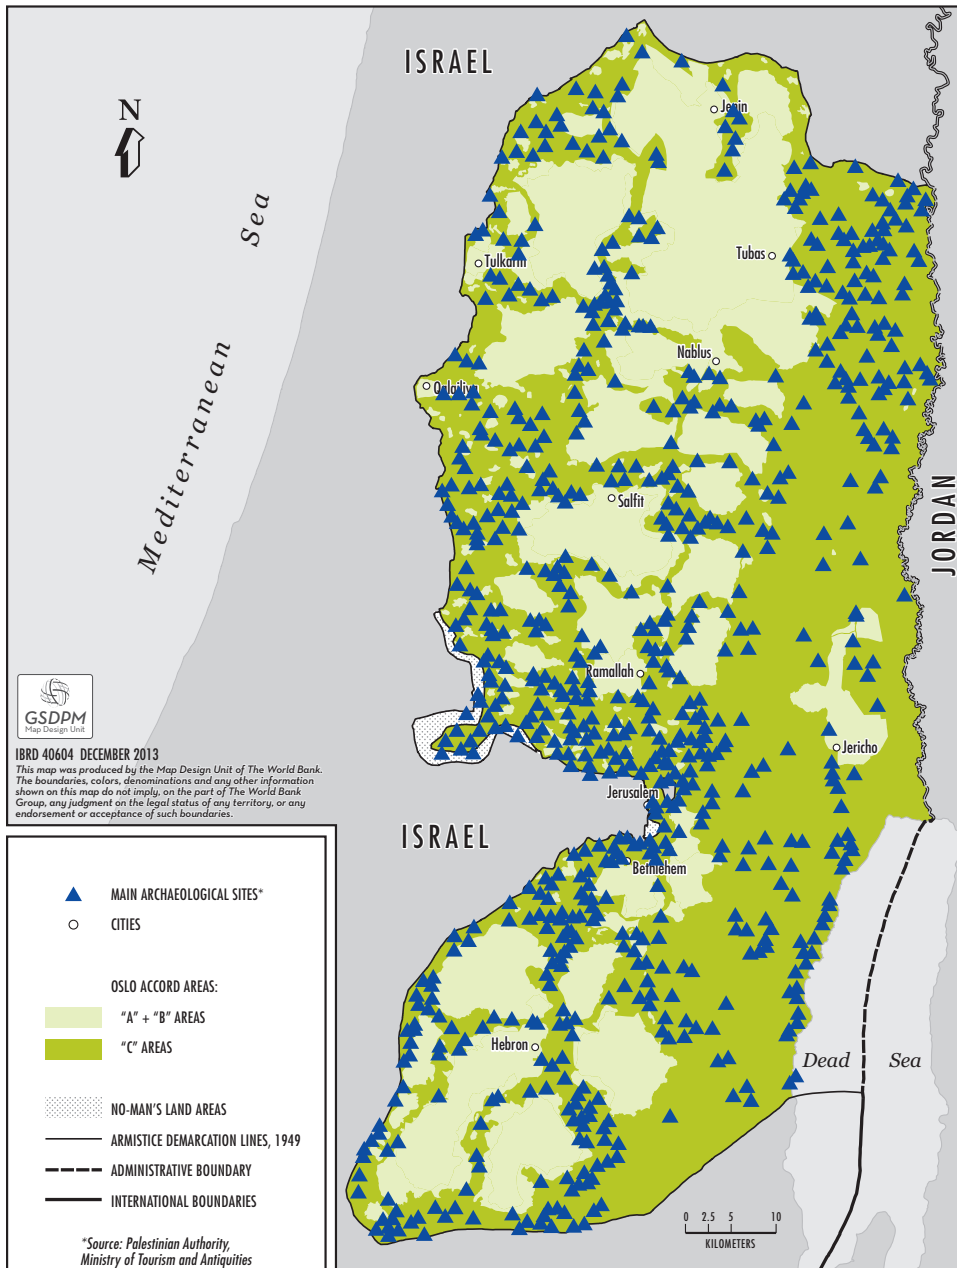 ISRAEL
N
Jenin
Mediterranean Sea
Tulkarm
Tubas
Nablus
Qalqiliya
Salfit
JORDAN
Ramallah
Jericho
GSDPM
Map Design Unit
IBRD 40604 DECEMBER 2013
This map was produced by the Map Design Unit of The World Bank.
The boundaries, colors, denominations and any other information
shown on this map do not imply, on the part of The World Bank
Group, any judgment on the legal status of any territory, or any
endorsement or acceptance of such boundaries.
Jerusalem
ISRAEL
Bethlehem
Hebron
Dead Sea
MAIN ARCHAEOLOGICAL SITES*
CITIES
OSLO ACCORD AREAS:
"A" + "B" AREAS
"C" AREAS
NO-MAN'S LAND AREAS
ARMISTICE DEMARCATION LINES, 1949
ADMINISTRATIVE BOUNDARY
INTERNATIONAL BOUNDARIES
*Source: Palestinian Authority,
Ministry of Tourism and Antiquities
0 2.5 5 10
KILOMETERS